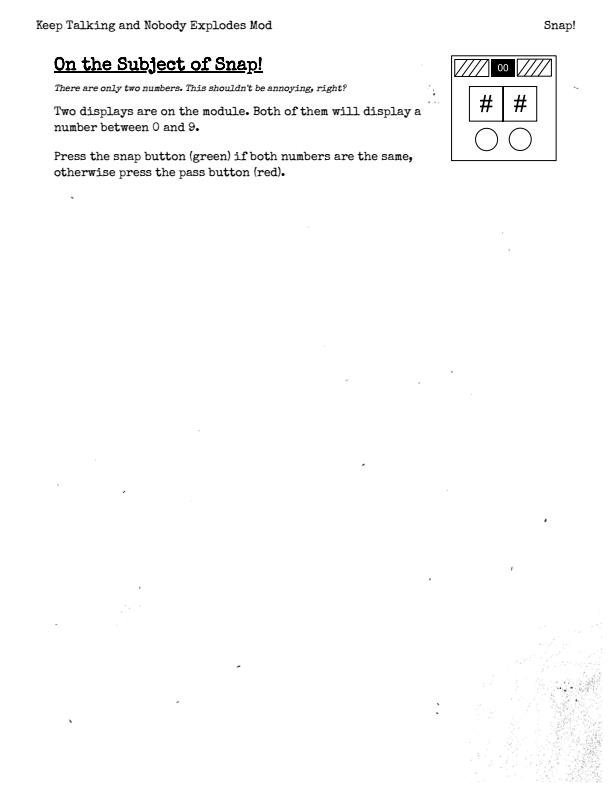 Keep Talking and Nobody Explodes Mod
Snap!
On the Subject of Snap!
There are only two numbers. This shouldn't be annoying, right?
Two displays are on the module. Both of them will display a
number between 0 and 9.
Press the snap button (green) if both numbers are the same,
otherwise press the pass button (red).
00
# #